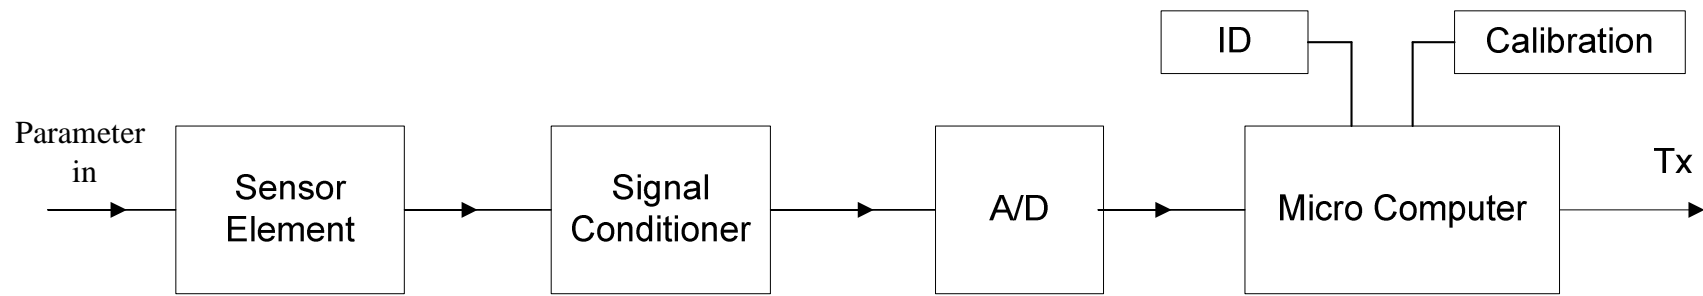 ID
Calibration
Parameter
in
Sensor
Element
Signal
Conditioner
A/D
Micro Computer
Tx